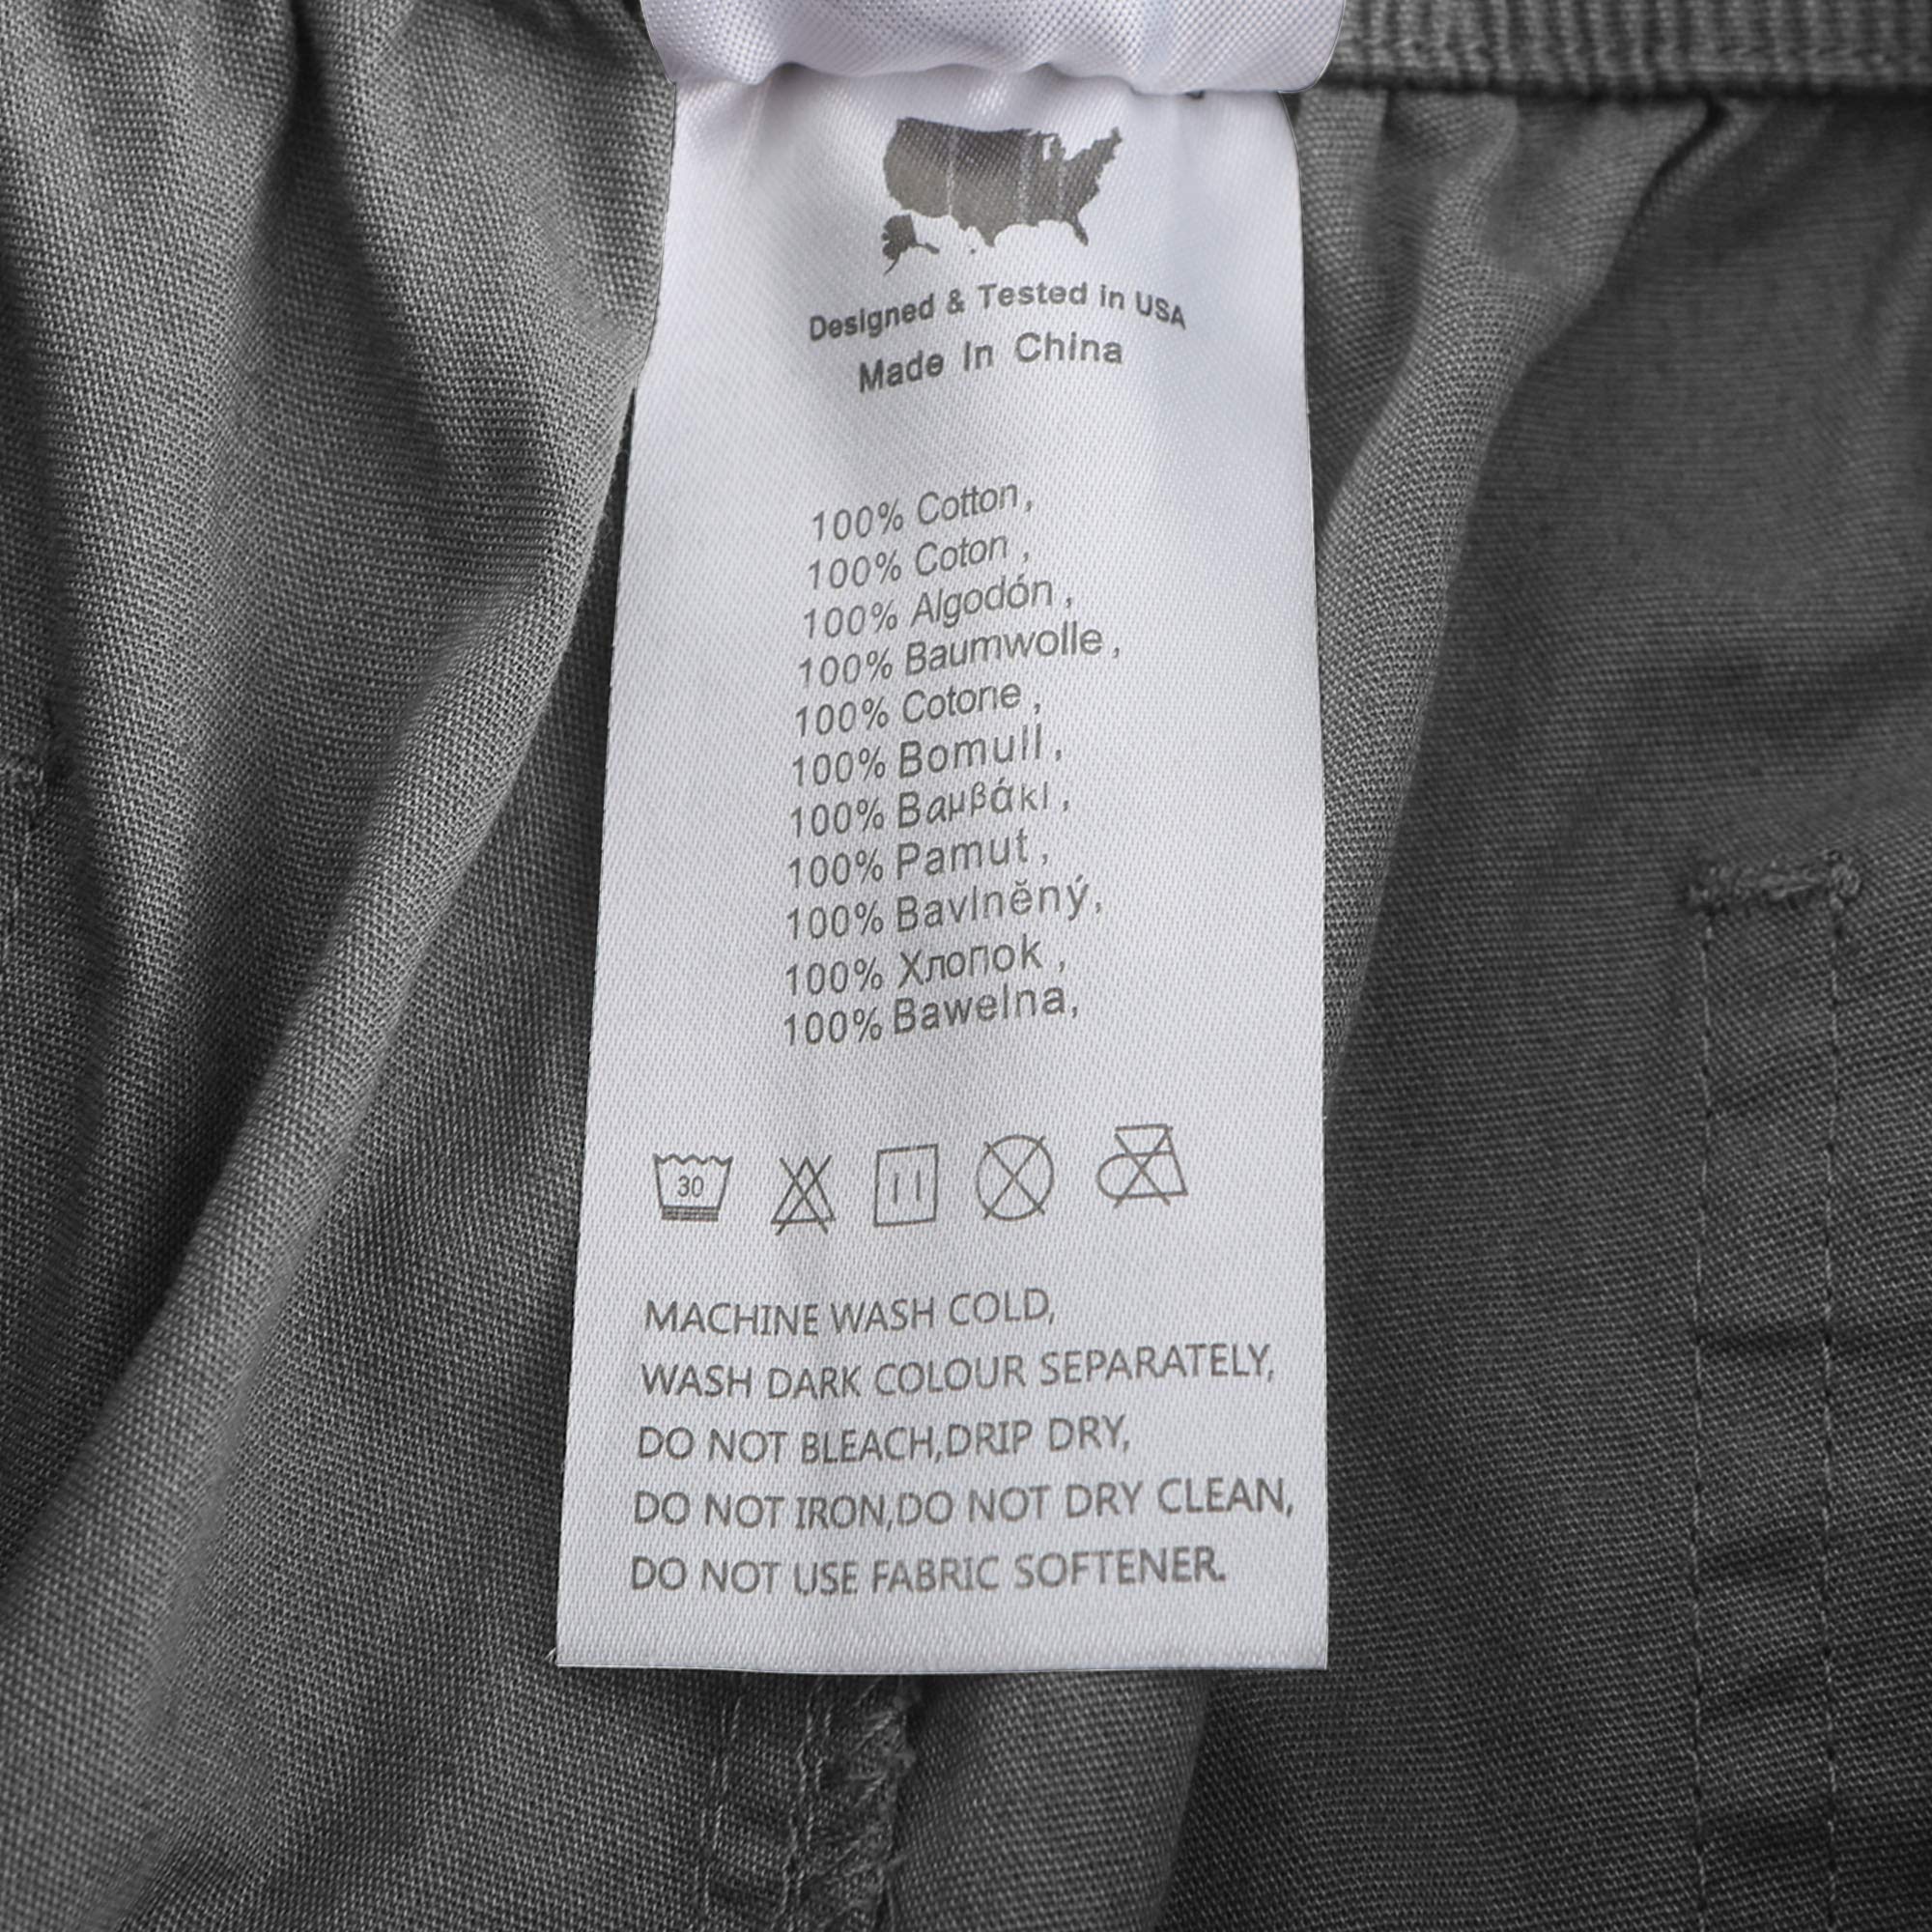 Designed & Tested in USA
Made In China
100% Cotton,
100% Coton ,
100% Algodón ,
100% Baumwolle ,
100% Cotone ,
100% Bomull ,
100% Βαμβάκι ,
100% Pamut ,
100% Bavlněný,
100% Хлопок ,
100% Bawelna,
30
MACHINE WASH COLD,
WASH DARK COLOUR SEPARATELY,
DO NOT BLEACH,DRIP DRY,
DO NOT IRON,DO NOT DRY CLEAN,
DO NOT USE FABRIC SOFTENER.